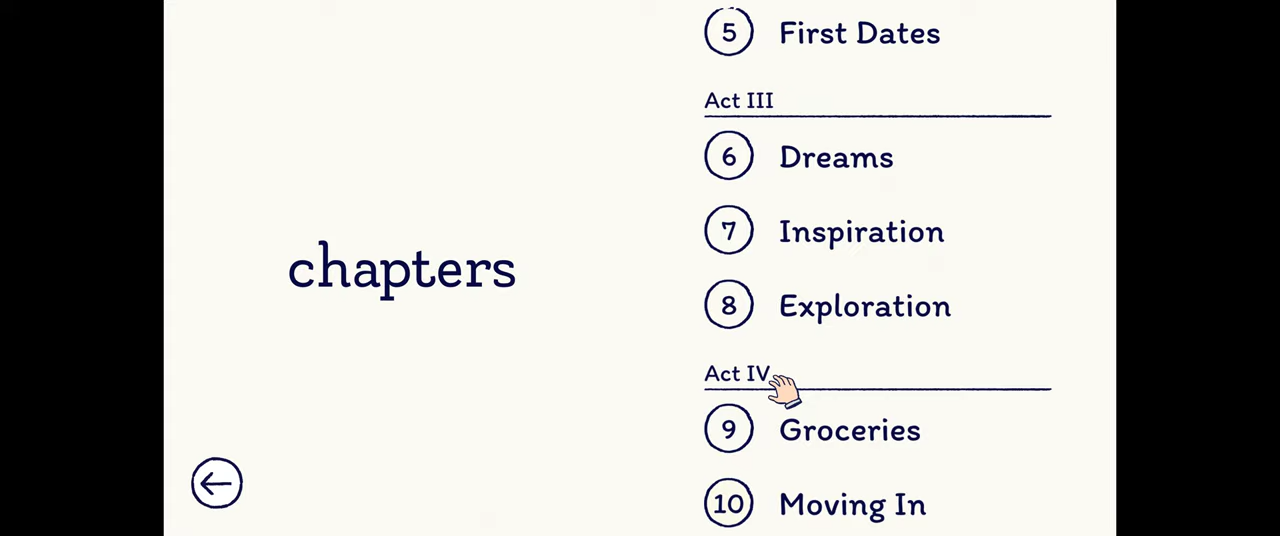 5 First Dates
Act III
6 Dreams
7 Inspiration
chapters
8 Exploration
Act IV
9 Groceries
10 Moving In